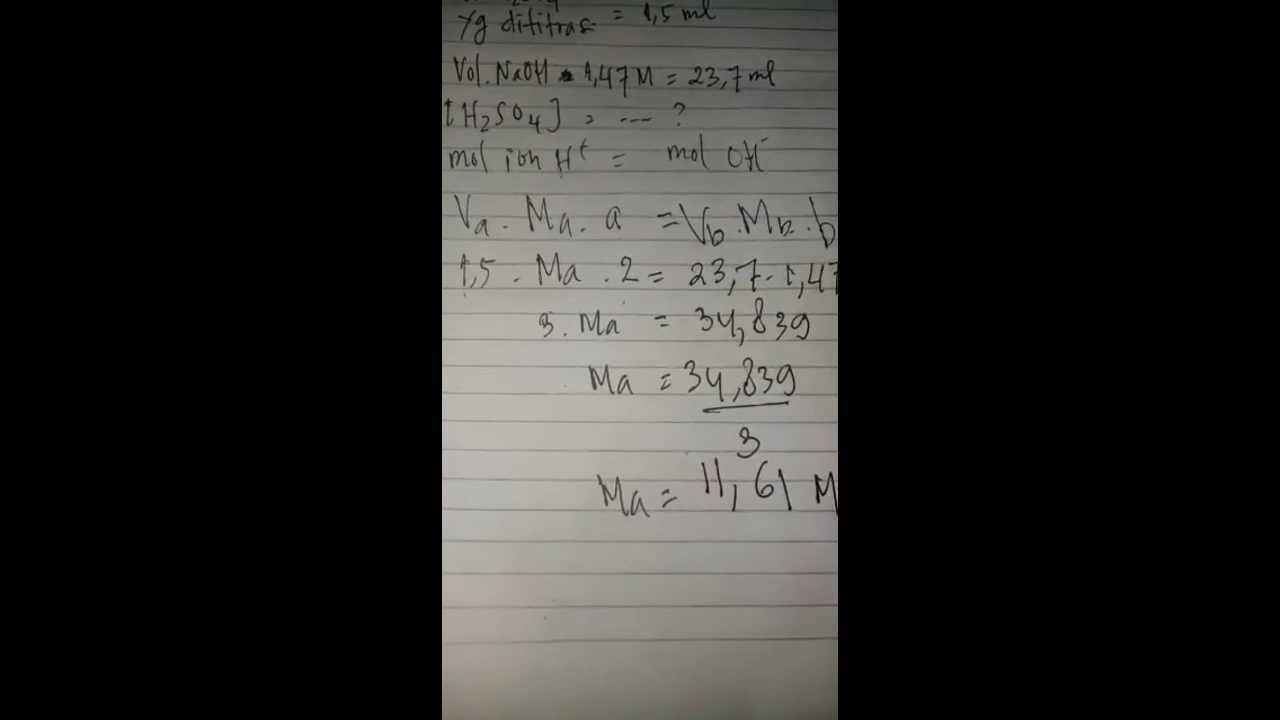 Yg dititrasi = 1,5 ml
Vol. NaOH 1,47 M = 23,7 ml
[H2SO4] = --- ?
mol ion H+ = mol OH-
Va . Ma . a = Vb . Mb . b
1,5 . Ma . 2 = 23,7 . 1,47
3 . Ma = 34,839
Ma = 34,839
3
Ma = 11,61 M